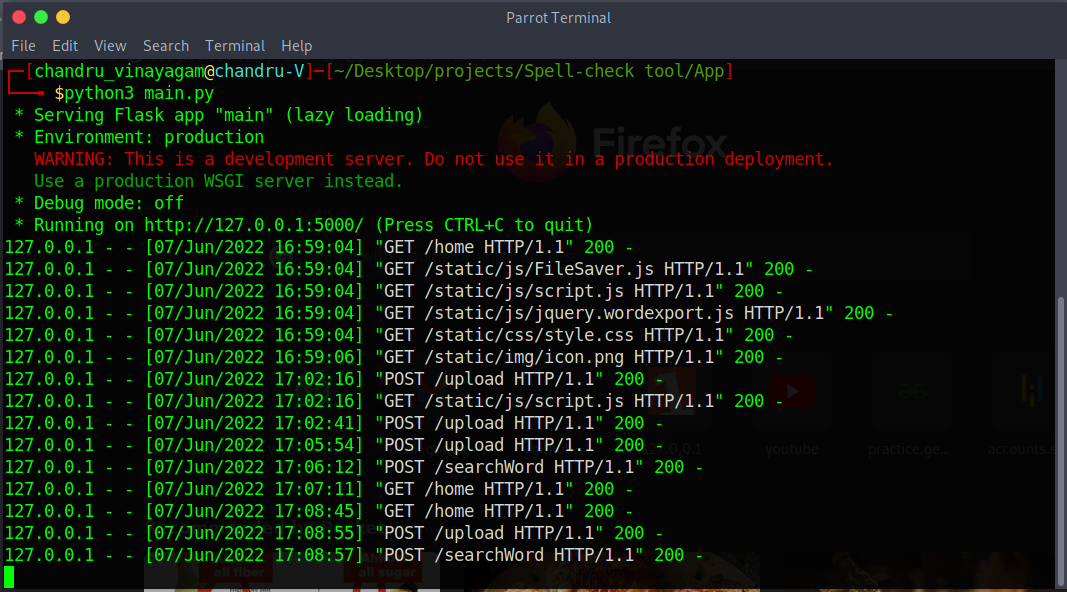 Parrot Terminal
File Edit View Search Terminal Help
┌─[chandru_vinayagam@chandru-V]─[~/Desktop/projects/Spell-check tool/App]
└──╼ $python3 main.py
 * Serving Flask app "main" (lazy loading)
 * Environment: production
   WARNING: This is a development server. Do not use it in a production deployment.
   Use a production WSGI server instead.
 * Debug mode: off
 * Running on http://127.0.0.1:5000/ (Press CTRL+C to quit)
127.0.0.1 - - [07/Jun/2022 16:59:04] "GET /home HTTP/1.1" 200 -
127.0.0.1 - - [07/Jun/2022 16:59:04] "GET /static/js/FileSaver.js HTTP/1.1" 200 -
127.0.0.1 - - [07/Jun/2022 16:59:04] "GET /static/js/script.js HTTP/1.1" 200 -
127.0.0.1 - - [07/Jun/2022 16:59:04] "GET /static/js/jquery.wordexport.js HTTP/1.1" 200 -
127.0.0.1 - - [07/Jun/2022 16:59:04] "GET /static/css/style.css HTTP/1.1" 200 -
127.0.0.1 - - [07/Jun/2022 16:59:06] "GET /static/img/icon.png HTTP/1.1" 200 -
127.0.0.1 - - [07/Jun/2022 17:02:16] "POST /upload HTTP/1.1" 200 -
127.0.0.1 - - [07/Jun/2022 17:02:16] "GET /static/js/script.js HTTP/1.1" 200 -
127.0.0.1 - - [07/Jun/2022 17:02:41] "POST /upload HTTP/1.1" 200 -
127.0.0.1 - - [07/Jun/2022 17:05:54] "POST /upload HTTP/1.1" 200 -
127.0.0.1 - - [07/Jun/2022 17:06:12] "POST /searchWord HTTP/1.1" 200 -
127.0.0.1 - - [07/Jun/2022 17:07:11] "GET /home HTTP/1.1" 200 -
127.0.0.1 - - [07/Jun/2022 17:08:45] "GET /home HTTP/1.1" 200 -
127.0.0.1 - - [07/Jun/2022 17:08:55] "POST /upload HTTP/1.1" 200 -
127.0.0.1 - - [07/Jun/2022 17:08:57] "POST /searchWord HTTP/1.1" 200 -
Firefox
youtube
practice.ge...
all fiber
all sugar